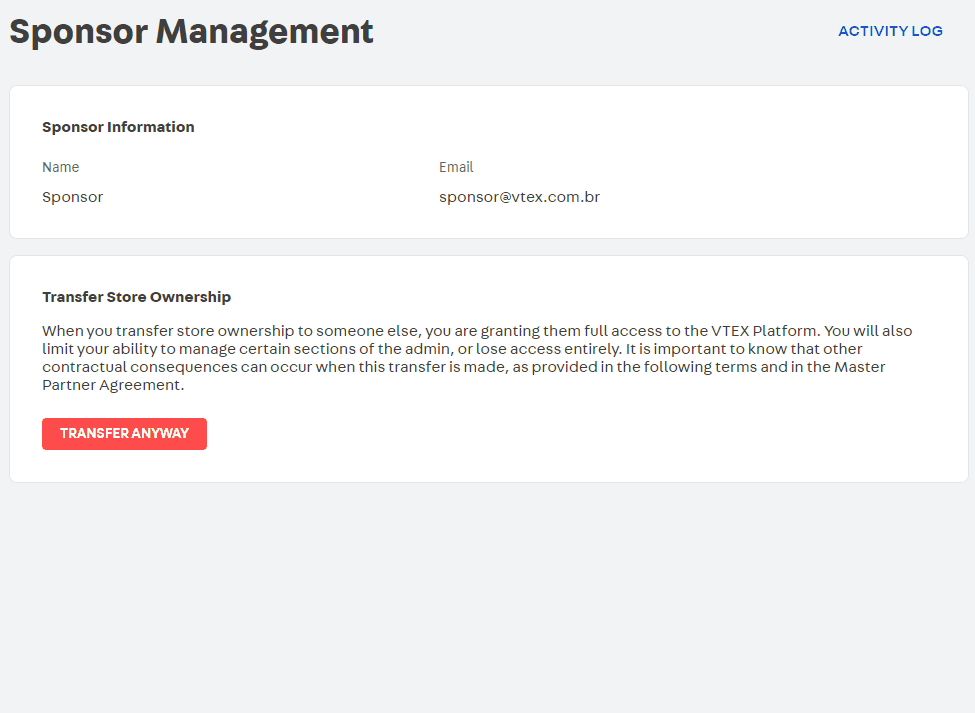 Sponsor Management
ACTIVITY LOG
Sponsor Information
Name
Email
Sponsor
sponsor@vtex.com.br
Transfer Store Ownership
When you transfer store ownership to someone else, you are granting them full access to the VTEX Platform. You will also
limit your ability to manage certain sections of the admin, or lose access entirely. It is important to know that other
contractual consequences can occur when this transfer is made, as provided in the following terms and in the Master
Partner Agreement.
TRANSFER ANYWAY